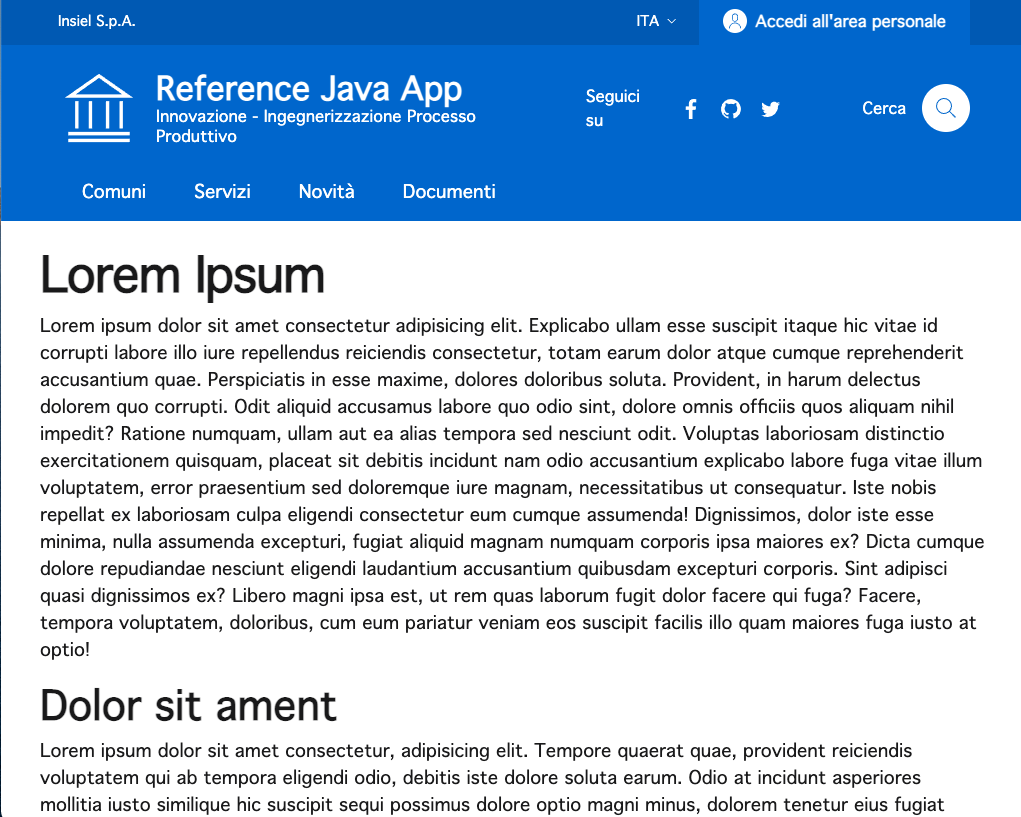 Insiel S.p.A.
ITA
Accedi all'area personale
Reference Java App
Innovazione - Ingegnerizzazione Processo
Produttivo
Seguici
su
Cerca
Comuni Servizi Novità Documenti
Lorem Ipsum
Lorem ipsum dolor sit amet consectetur adipisicing elit. Explicabo ullam esse suscipit itaque hic vitae id
corrupti labore illo iure repellendus reiciendis consectetur, totam earum dolor atque cumque reprehenderit
accusantium quae. Perspiciatis in esse maxime, dolores doloribus soluta. Provident, in harum delectus
dolorem quo corrupti. Odit aliquid accusamus labore quo odio sint, dolore omnis officiis quos aliquam nihil
impedit? Ratione numquam, ullam aut ea alias tempora sed nesciunt odit. Voluptas laboriosam distinctio
exercitationem quisquam, placeat sit debitis incidunt nam odio accusantium explicabo labore fuga vitae illum
voluptatem, error praesentium sed doloremque iure magnam, necessitatibus ut consequatur. Iste nobis
repellat ex laboriosam culpa eligendi consectetur eum cumque assumenda! Dignissimos, dolor iste esse
minima, nulla assumenda excepturi, fugiat aliquid magnam numquam corporis ipsa maiores ex? Dicta cumque
dolore repudiandae nesciunt eligendi laudantium accusantium quibusdam excepturi corporis. Sint adipisci
quasi dignissimos ex? Libero magni ipsa est, ut rem quas laborum fugit dolor facere qui fuga? Facere,
tempora voluptatem, doloribus, cum eum pariatur veniam eos suscipit facilis illo quam maiores fuga iusto at
optio!
Dolor sit ament
Lorem ipsum dolor sit amet consectetur, adipisicing elit. Tempore quaerat quae, provident reiciendis
voluptatem qui ab tempora eligendi odio, debitis iste dolore soluta earum. Odio at incidunt asperiores
mollitia iusto similique hic suscipit sequi possimus dolore optio magni minus, dolorem tenetur eius fugiat